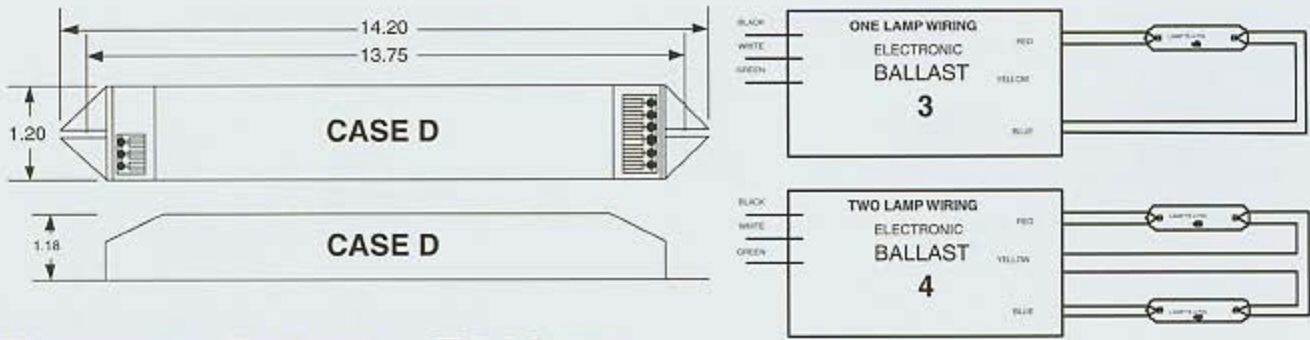 14.20
13.75
1.20
CASE D
1.18
CASE D
ONE LAMP WIRING
ELECTRONIC
BALLAST
3
BLACK
WHITE
GREEN
RED
YELLOW
BLUE
TWO LAMP WIRING
ELECTRONIC
BALLAST
4
BLACK
WHITE
GREEN
RED
YELLOW
BLUE